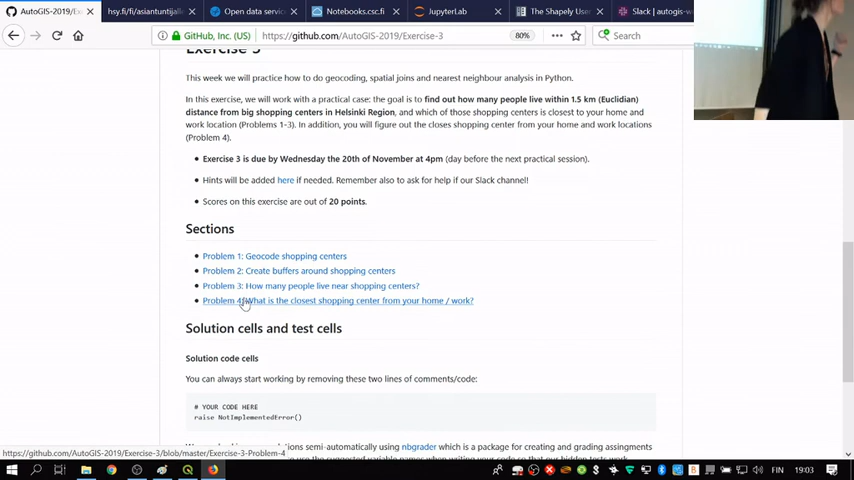 AutoGIS-2019/Exercise-3
hsy.fi/fi/asiantuntijall
Open data servi
Notebooks.csc.fi
JupyterLab
The Shapely User
Slack | autogis-w
GitHub, Inc. (US)
https://github.com/AutoGIS-2019/Exercise-3
80%
Search
Exercise 3
This week we will practice how to do geocoding, spatial joins and nearest neighbour analysis in Python.
In this exercise, we will work with a practical case: the goal is to find out how many people live within 1.5 km (Euclidian)
distance from big shopping centers in Helsinki Region, and which of those shopping centers is closest to your home and
work location (Problems 1-3). In addition, you will figure out the closes shopping center from your home and work locations
(Problem 4).
Exercise 3 is due by Wednesday the 20th of November at 4pm (day before the next practical session).
Hints will be added here if needed. Remember also to ask for help if our Slack channel!
Scores on this exercise are out of 20 points.
Sections
Problem 1: Geocode shopping centers
Problem 2: Create buffers around shopping centers
Problem 3: How many people live near shopping centers?
Problem 4: What is the closest shopping center from your home / work?
Solution cells and test cells
Solution code cells
You can always start working by removing these two lines of comments/code:
# YOUR CODE HERE
raise NotImplementedError()
nbgrader which is a package for creating and grading assignments
https://github.com/AutoGIS-2019/Exercise-3/blob/master/Exercise-3-Problem-4
FIN
19:03